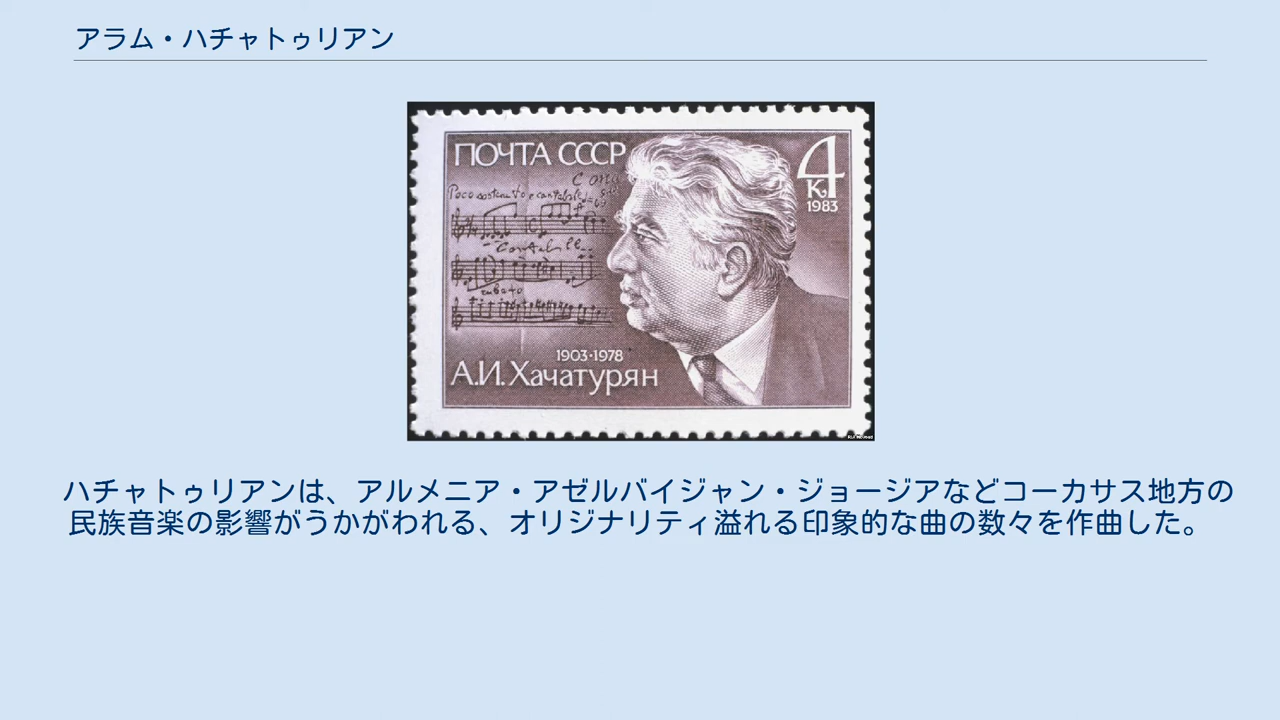 アラム・ハチャトゥリアン
ПОЧТА СССР
4
К
1983
Poco sostenuto e cantabile
1903·1978
А.И.Хачатурян
ハチャトゥリアンは、アルメニア・アゼルバイジャン・ジョージアなどコーカサス地方の
民族音楽の影響がうかがわれる、オリジナリティ溢れる印象的な曲の数々を作曲した。